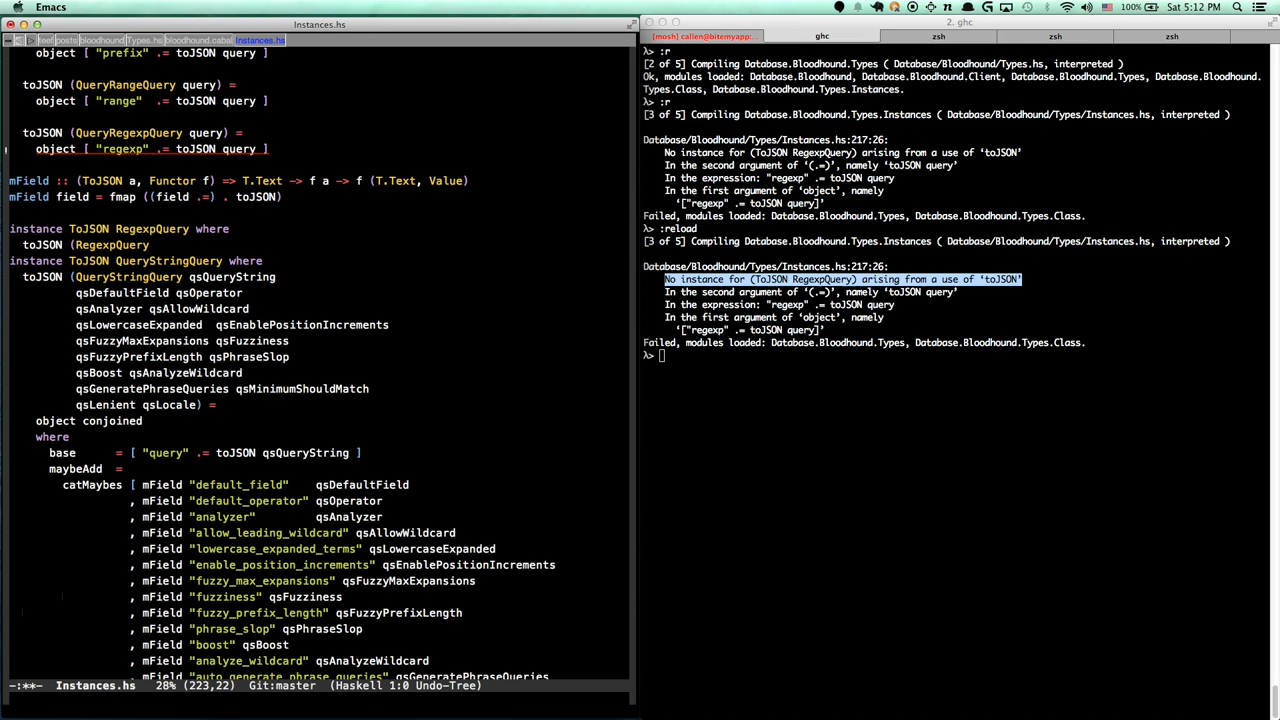 Emacs
100%
Sat 5:12 PM
Instances.hs
2. ghc
posts bloodhound Types.hs bloodhound.caba Instances.hs
[mosh] callen@bitemyapp:...
ghc
zsh
zsh
zsh
object [ "prefix" .= toJSON query ]
toJSON (QueryRangeQuery query) =
object [ "range"  .= toJSON query ]
toJSON (QueryRegexpQuery query) =
object [ "regexp" .= toJSON query ]
mField :: (ToJSON a, Functor f) => T.Text -> f a -> f (T.Text, Value)
mField field = fmap ((field .=) . toJSON)
instance ToJSON RegexpQuery where
toJSON (RegexpQuery
instance ToJSON QueryStringQuery where
toJSON (QueryStringQuery qsQueryString
qsDefaultField qsOperator
qsAnalyzer qsAllowWildcard
qsLowercaseExpanded  qsEnablePositionIncrements
qsFuzzyMaxExpansions qsFuzziness
qsFuzzyPrefixLength qsPhraseSlop
qsBoost qsAnalyzeWildcard
qsGeneratePhraseQueries qsMinimumShouldMatch
qsLenient qsLocale) =
object conjoined
where
base      = [ "query" .= toJSON qsQueryString ]
maybeAdd  =
catMaybes [ mField "default_field"    qsDefaultField
, mField "default_operator" qsOperator
, mField "analyzer"         qsAnalyzer
, mField "allow_leading_wildcard" qsAllowWildcard
, mField "lowercase_expanded_terms" qsLowercaseExpanded
, mField "enable_position_increments" qsEnablePositionIncrements
, mField "fuzzy_max_expansions" qsFuzzyMaxExpansions
, mField "fuzziness" qsFuzziness
, mField "fuzzy_prefix_length" qsFuzzyPrefixLength
, mField "phrase_slop" qsPhraseSlop
, mField "boost" qsBoost
, mField "analyze_wildcard" qsAnalyzeWildcard
, mField "auto_generate_phrase_queries" qsGeneratePhraseQueries
-:**-  Instances.hs   28% (223,22)   Git:master  (Haskell 1:0 Undo-Tree)
λ> :r
[2 of 5] Compiling Database.Bloodhound.Types ( Database/Bloodhound/Types.hs, interpreted )
Ok, modules loaded: Database.Bloodhound, Database.Bloodhound.Client, Database.Bloodhound.Types, Database.Bloodhound.
Types.Class, Database.Bloodhound.Types.Instances.
λ> :r
[3 of 5] Compiling Database.Bloodhound.Types.Instances ( Database/Bloodhound/Types/Instances.hs, interpreted )
Database/Bloodhound/Types/Instances.hs:217:26:
No instance for (ToJSON RegexpQuery) arising from a use of ‘toJSON’
In the second argument of ‘(.=)’, namely ‘toJSON query’
In the expression: "regexp" .= toJSON query
In the first argument of ‘object’, namely
‘["regexp" .= toJSON query]’
Failed, modules loaded: Database.Bloodhound.Types, Database.Bloodhound.Types.Class.
λ> :reload
[3 of 5] Compiling Database.Bloodhound.Types.Instances ( Database/Bloodhound/Types/Instances.hs, interpreted )
Database/Bloodhound/Types/Instances.hs:217:26:
No instance for (ToJSON RegexpQuery) arising from a use of ‘toJSON’
In the second argument of ‘(.=)’, namely ‘toJSON query’
In the expression: "regexp" .= toJSON query
In the first argument of ‘object’, namely
‘["regexp" .= toJSON query]’
Failed, modules loaded: Database.Bloodhound.Types, Database.Bloodhound.Types.Class.
λ>